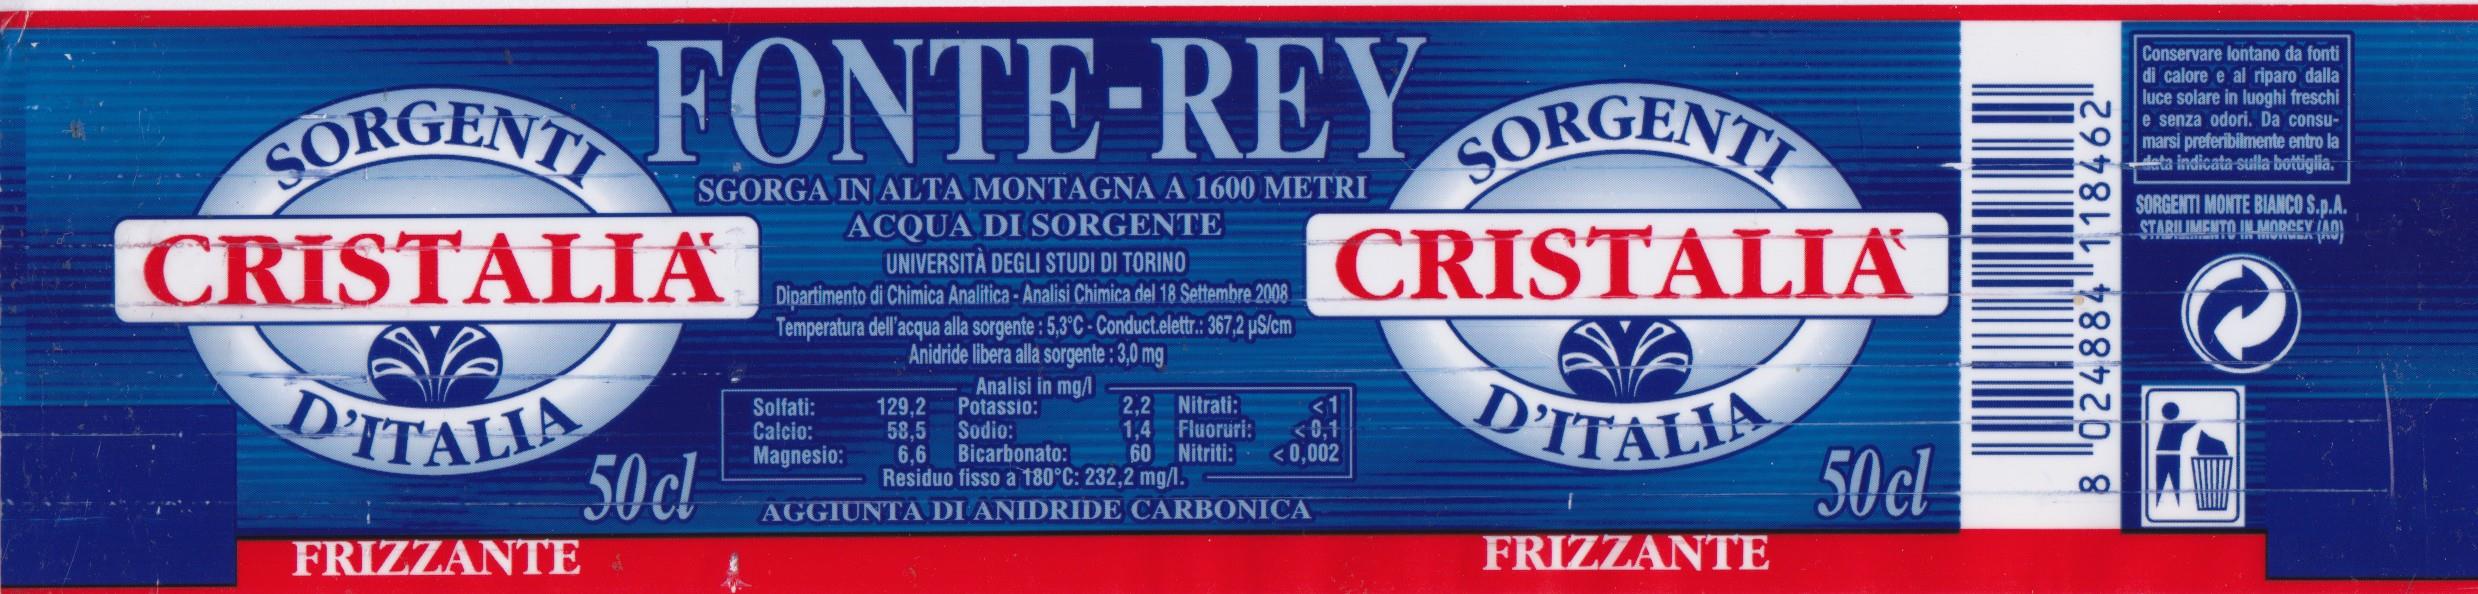 SORGENTI
CRISTALIA'
D'ITALIA
50 cl
FRIZZANTE
FONTE-REY
SGORGA IN ALTA MONTAGNA A 1600 METRI
ACQUA DI SORGENTE
UNIVERSITÀ DEGLI STUDI DI TORINO
Dipartimento di Chimica Analitica - Analisi Chimica del 18 Settembre 2008
Temperatura dell'acqua alla sorgente : 5,3°C - Conduct.elettr.: 367,2 µS/cm
Anidride libera alla sorgente : 3,0 mg
Analisi in mg/l
Solfati: 129,2 Potassio: 2,2 Nitrati: <1
Calcio: 58,5 Sodio: 1,4 Fluoruri: < 0,1
Magnesio: 6,6 Bicarbonato: 60 Nitriti: < 0,002
Residuo fisso a 180°C: 232,2 mg/l.
AGGIUNTA DI ANIDRIDE CARBONICA
SORGENTI
CRISTALIA'
D'ITALIA
50 cl
FRIZZANTE
8 024884 118462
Conservare lontano da fonti
di calore e al riparo dalla
luce solare in luoghi freschi
e senza odori. Da consu-
marsi preferibilmente entro la
data indicata sulla bottiglia.
SORGENTI MONTE BIANCO S.p.A.
STABILIMENTO IN MORGEX (AO)